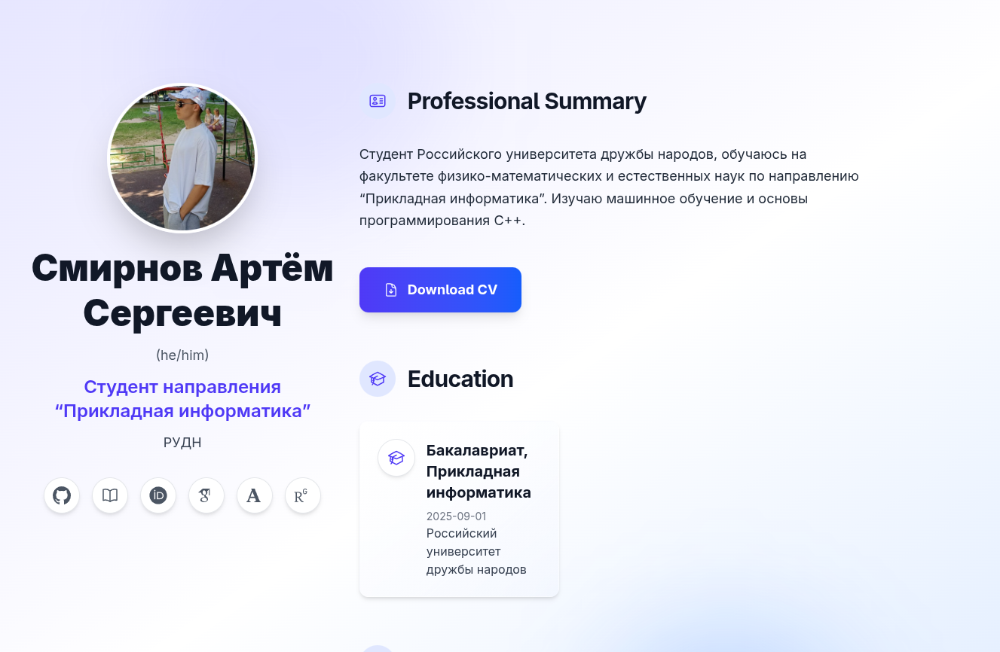 Смирнов Артём
Сергеевич
(he/him)
Студент направления
“Прикладная информатика”
РУДН
iD
A
RG
Professional Summary
Студент Российского университета дружбы народов, обучаюсь на
факультете физико-математических и естественных наук по направлению
“Прикладная информатика”. Изучаю машинное обучение и основы
программирования C++.
Download CV
Education
Бакалавриат,
Прикладная
информатика
2025-09-01
Российский
университет
дружбы народов